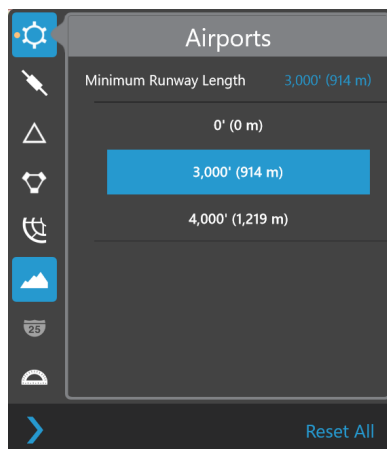 Airports
Minimum Runway Length 3,000' (914 m)
0' (0 m)
3,000' (914 m)
4,000' (1,219 m)
25
Reset All